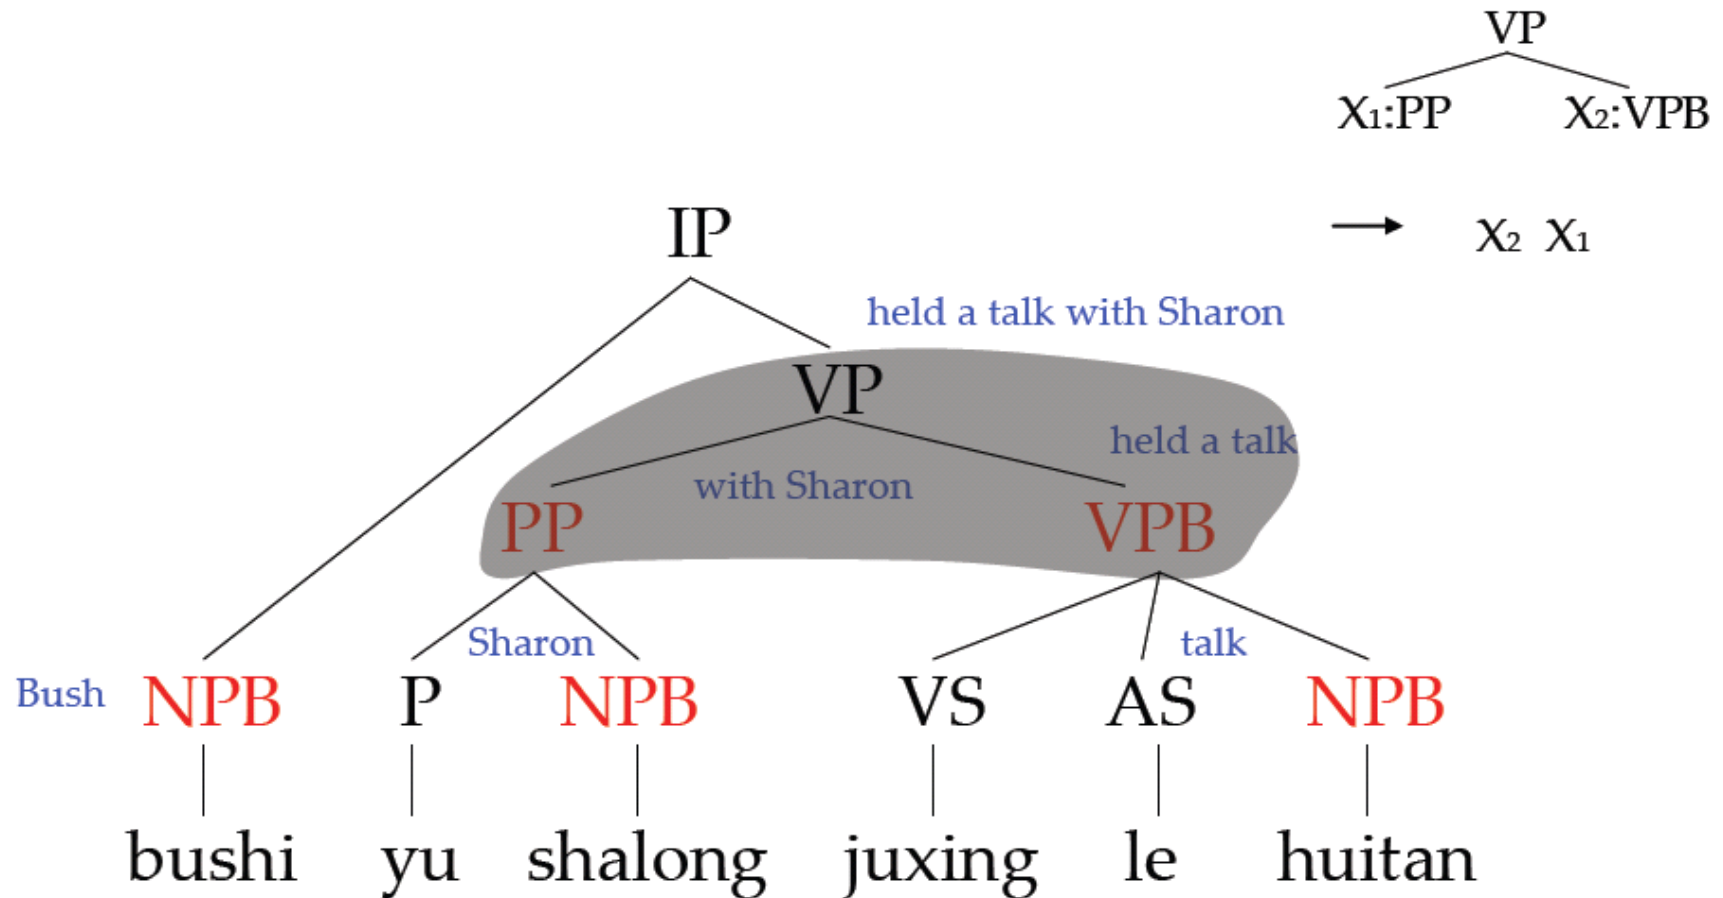 VP
X1:PP X2:VPB
→ X2 X1
IP
held a talk with Sharon
VP
held a talk
with Sharon
PP VPB
Sharon talk
Bush NPB P NPB VS AS NPB
bushi yu shalong juxing le huitan